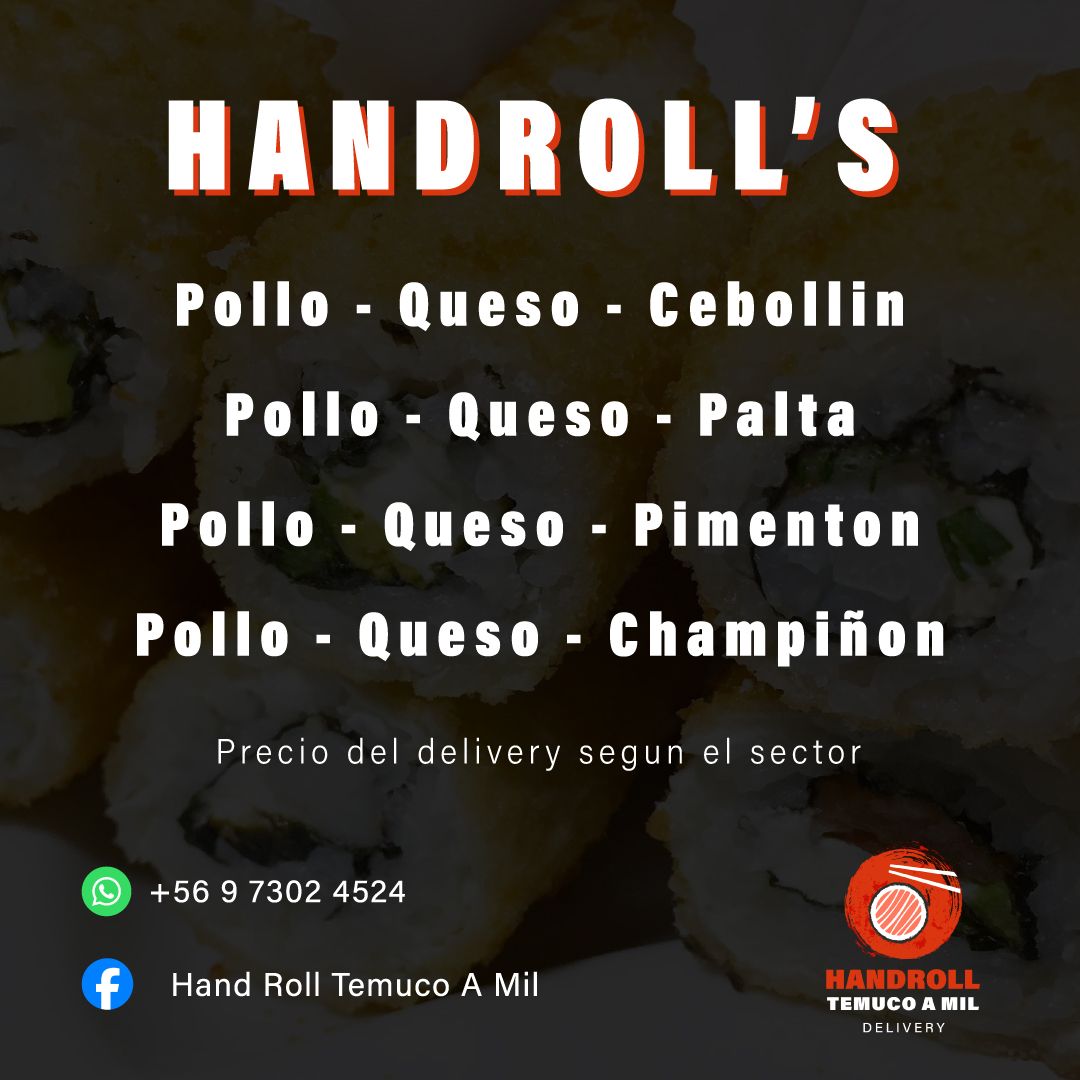 HANDROLL'S
Pollo - Queso - Cebollin
Pollo - Queso - Palta
Pollo - Queso - Pimenton
Pollo - Queso - Champiñon
Precio del delivery segun el sector
+56 9 7302 4524
Hand Roll Temuco A Mil
HANDROLL
TEMUCO A MIL
DELIVERY